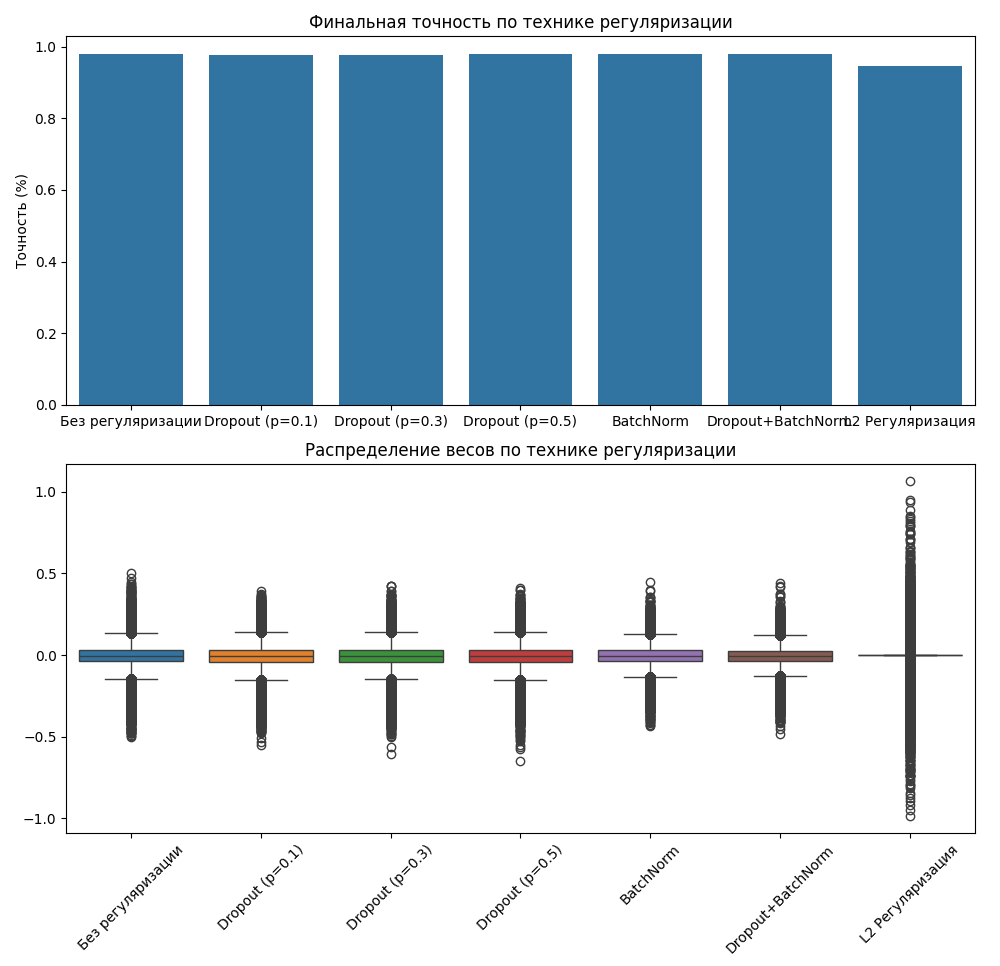 Финальная точность по технике регуляризации
Точность (%)
1.0
0.8
0.6
0.4
0.2
0.0
Без регуляризации Dropout (p=0.1) Dropout (p=0.3) Dropout (p=0.5) BatchNorm Dropout+BatchNorm L2 Регуляризация
Распределение весов по технике регуляризации
1.0
0.5
0.0
−0.5
−1.0
Без регуляризации Dropout (p=0.1) Dropout (p=0.3) Dropout (p=0.5) BatchNorm Dropout+BatchNorm L2 Регуляризация